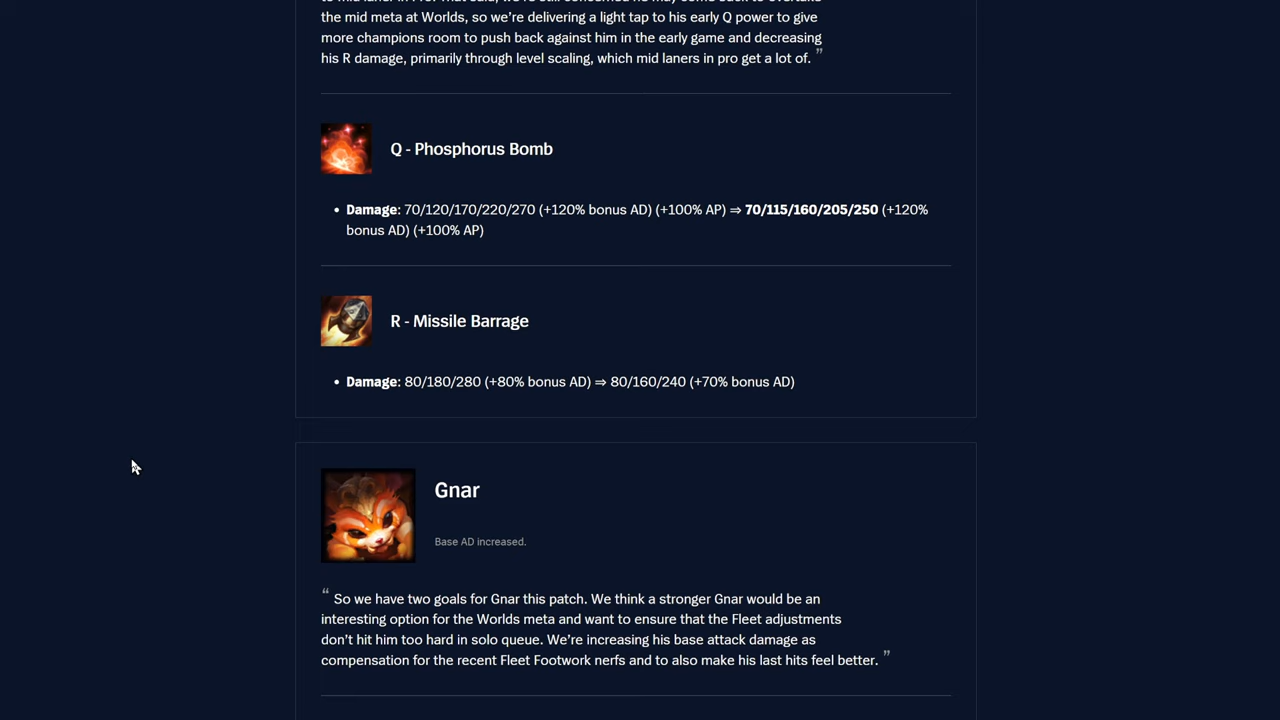 the mid meta at Worlds, so we're delivering a light tap to his early Q power to give
more champions room to push back against him in the early game and decreasing
his R damage, primarily through level scaling, which mid laners in pro get a lot of. ”
Q - Phosphorus Bomb
• Damage: 70/120/170/220/270 (+120% bonus AD) (+100% AP) ⇒ 70/115/160/205/250 (+120%
bonus AD) (+100% AP)
R - Missile Barrage
• Damage: 80/180/280 (+80% bonus AD) ⇒ 80/160/240 (+70% bonus AD)
Gnar
Base AD increased.
“ So we have two goals for Gnar this patch. We think a stronger Gnar would be an
interesting option for the Worlds meta and want to ensure that the Fleet adjustments
don't hit him too hard in solo queue. We're increasing his base attack damage as
compensation for the recent Fleet Footwork nerfs and to also make his last hits feel better. ”